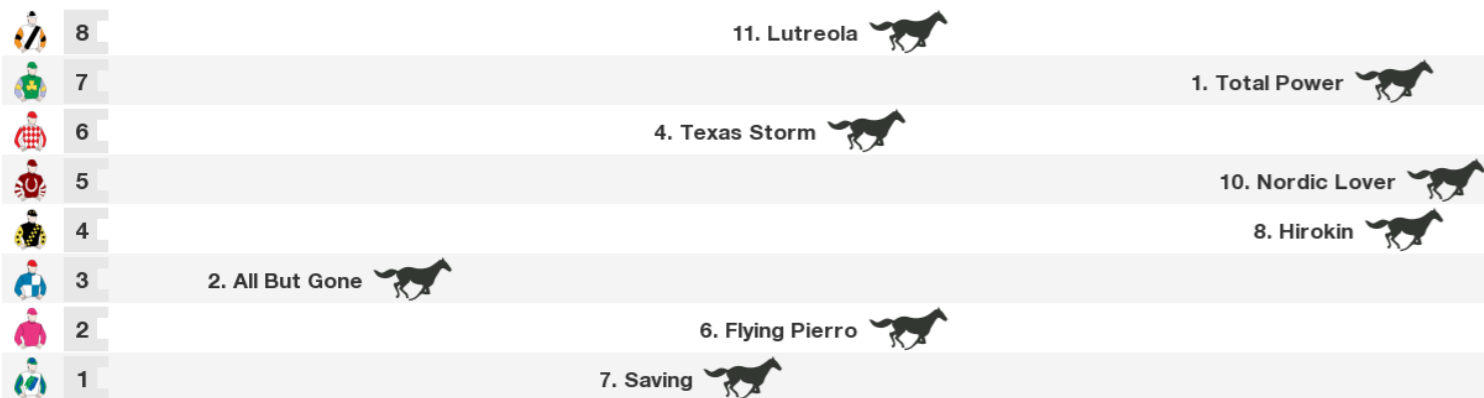 8 11. Lutreola
7 1. Total Power
6 4. Texas Storm
5 10. Nordic Lover
4 8. Hirokin
3 2. All But Gone
2 6. Flying Pierro
1 7. Saving